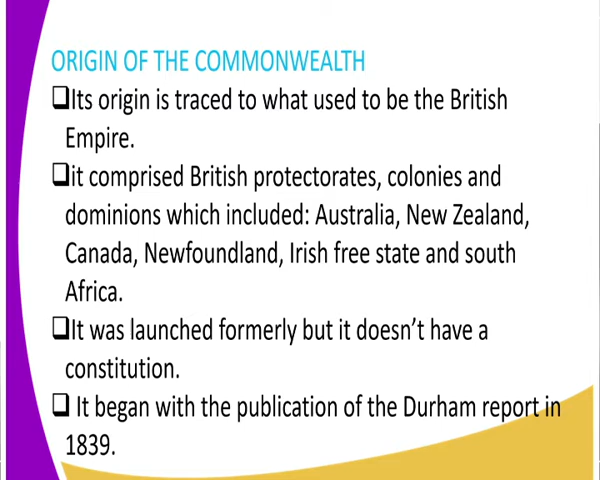 ORIGIN OF THE COMMONWEALTH
❑Its origin is traced to what used to be the British
Empire.
❑it comprised British protectorates, colonies and
dominions which included: Australia, New Zealand,
Canada, Newfoundland, Irish free state and south
Africa.
❑It was launched formerly but it doesn’t have a
constitution.
❑ It began with the publication of the Durham report in
1839.